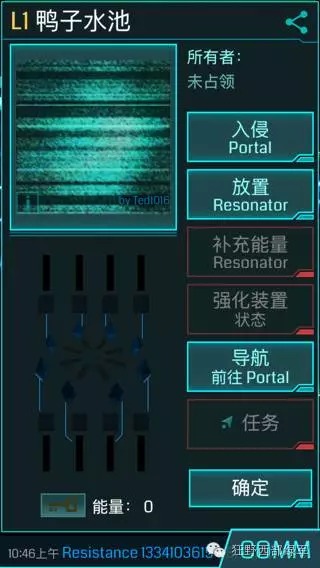 L1 鸭子水池
所有者:
未占领
by Ted1016
入侵
Portal
放置
Resonator
补充能量
Resonator
强化装置
状态
导航
前往 Portal
任务
能量: 0
确定
10:46上午 Resistance 1334103619
COMM